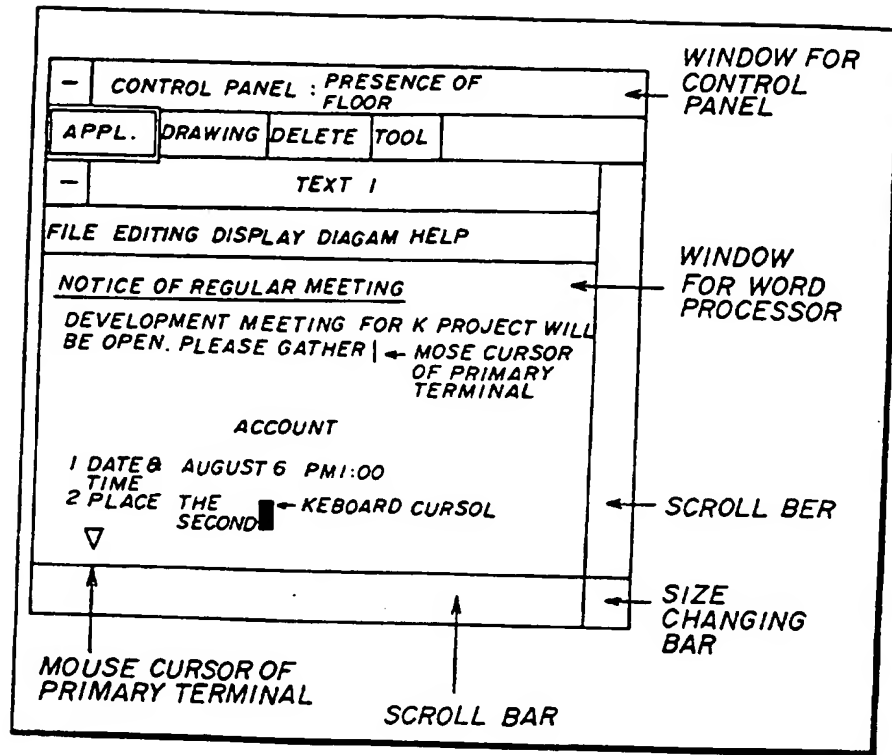 WINDOW FOR
CONTROL
PANEL
— CONTROL PANEL : PRESENCE OF
FLOOR
APPL. DRAWING DELETE TOOL
— TEXT 1
FILE EDITING DISPLAY DIAGAM HELP
WINDOW
FOR WORD
PROCESSOR
NOTICE OF REGULAR MEETING
DEVELOPMENT MEETING FOR K PROJECT WILL
BE OPEN. PLEASE GATHER
MOSE CURSOR
OF PRIMARY
TERMINAL
ACCOUNT
1 DATE & AUGUST 6 PM1:00
TIME
2 PLACE THE
SECOND
KEBOARD CURSOL
SCROLL BER
SIZE
CHANGING
BAR
MOUSE CURSOR OF
PRIMARY TERMINAL
SCROLL BAR